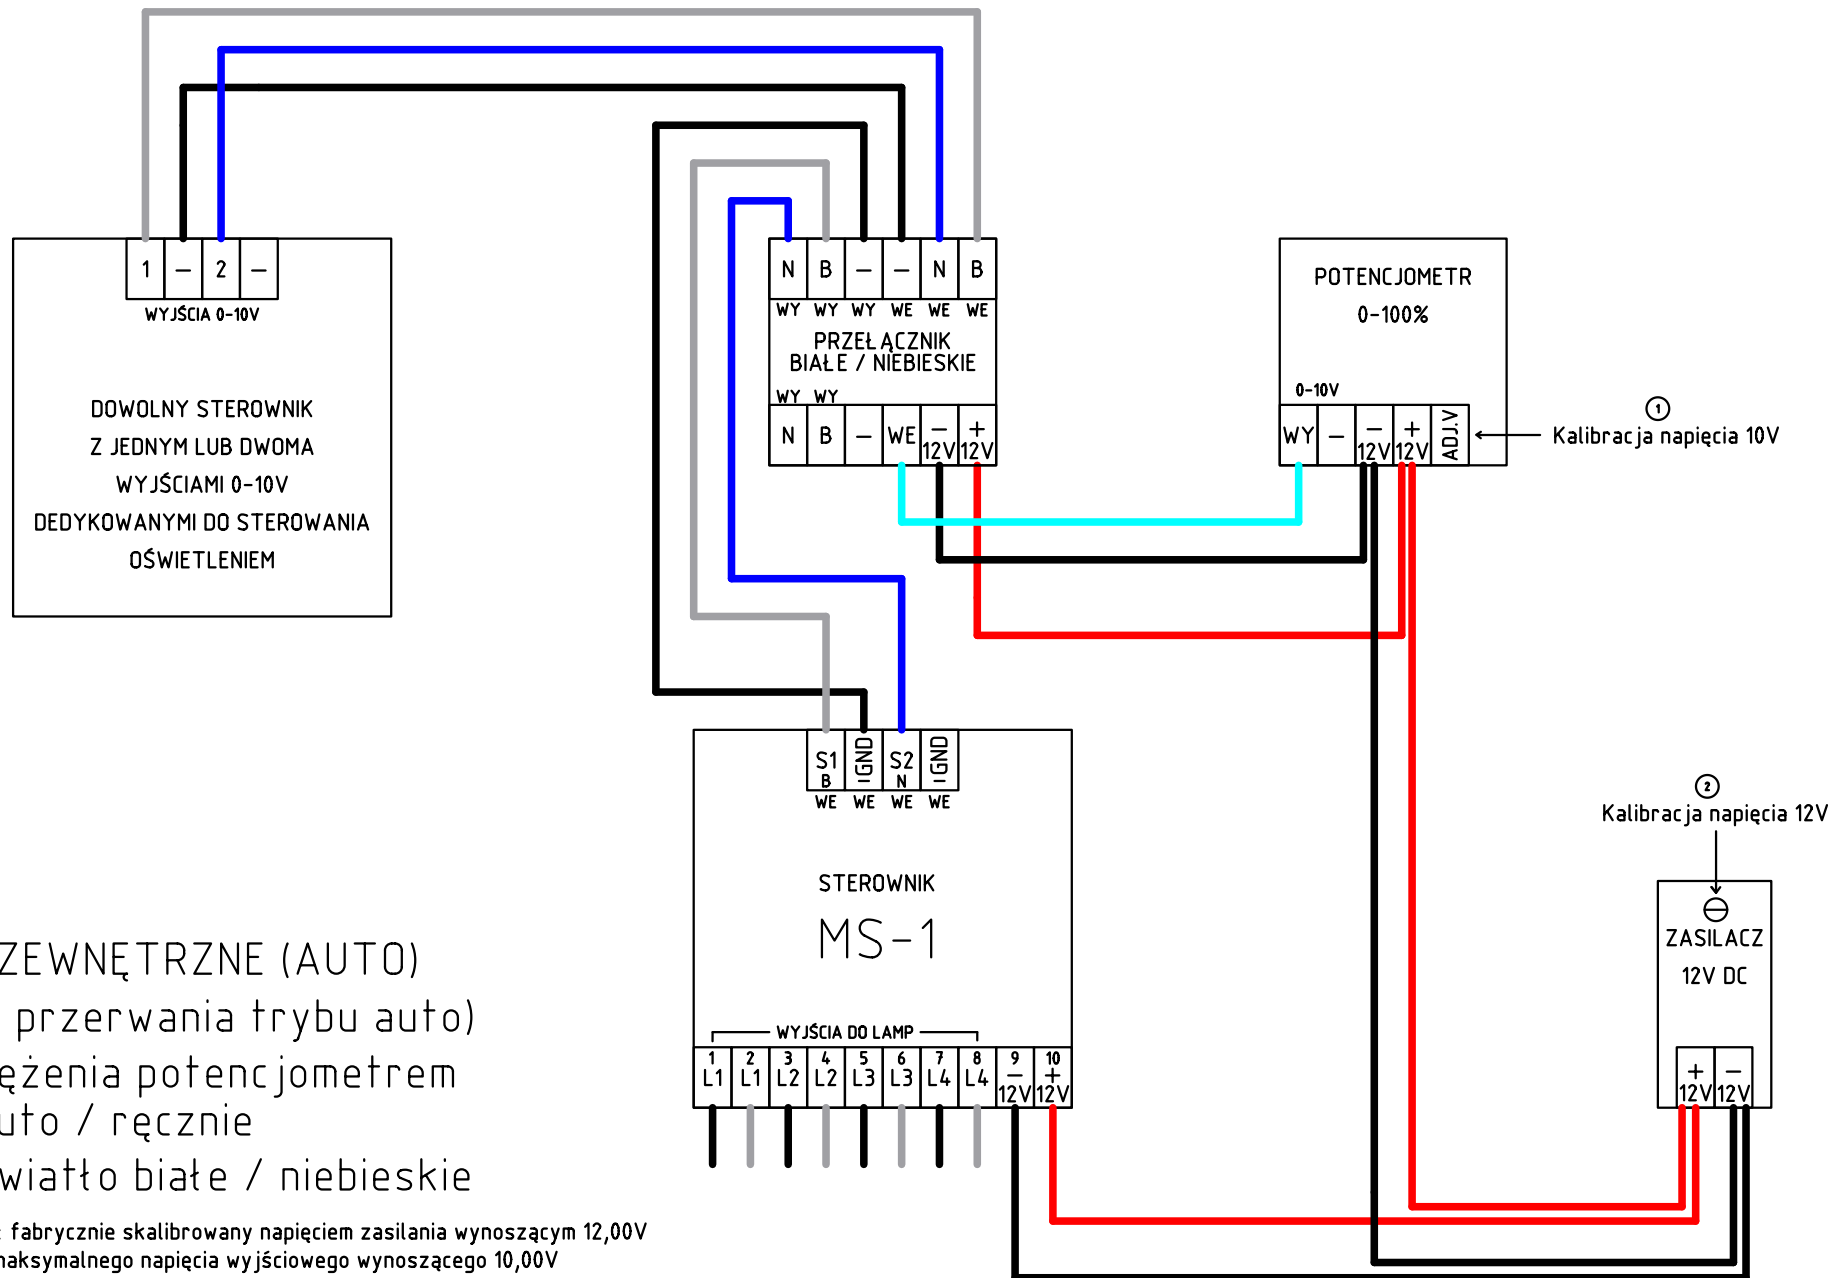 1 – 2 –
WYJŚCIA 0-10V
DOWOLNY STEROWNIK
Z JEDNYM LUB DWOMA
WYJŚCIAMI 0-10V
DEDYKOWANYMI DO STEROWANIA
OŚWIETLENIEM
N B – – N B
WY WY WY WE WE WE
PRZEŁĄCZNIK
BIAŁE / NIEBIESKIE
WY WY
N B – WE – +
12V 12V
POTENCJOMETR
0-100%
0-10V
WY – – + ADJ.V
12V 12V
1
Kalibracja napięcia 10V
S1 -GND S2 -GND
B N
WE WE WE WE
STEROWNIK
MS-1
WYJŚCIA DO LAMP
1 2 3 4 5 6 7 8 9 10
L1 L1 L2 L2 L3 L3 L4 L4 – +
12V 12V
2
Kalibracja napięcia 12V
ZASILACZ
12V DC
+ –
12V 12V
ZEWNĘTRZNE (AUTO)
przerwania trybu auto)
ężenia potencjometrem
uto / ręcznie
wiatło białe / niebieskie
fabrycznie skalibrowany napięciem zasilania wynoszącym 12,00V
maksymalnego napięcia wyjściowego wynoszącego 10,00V